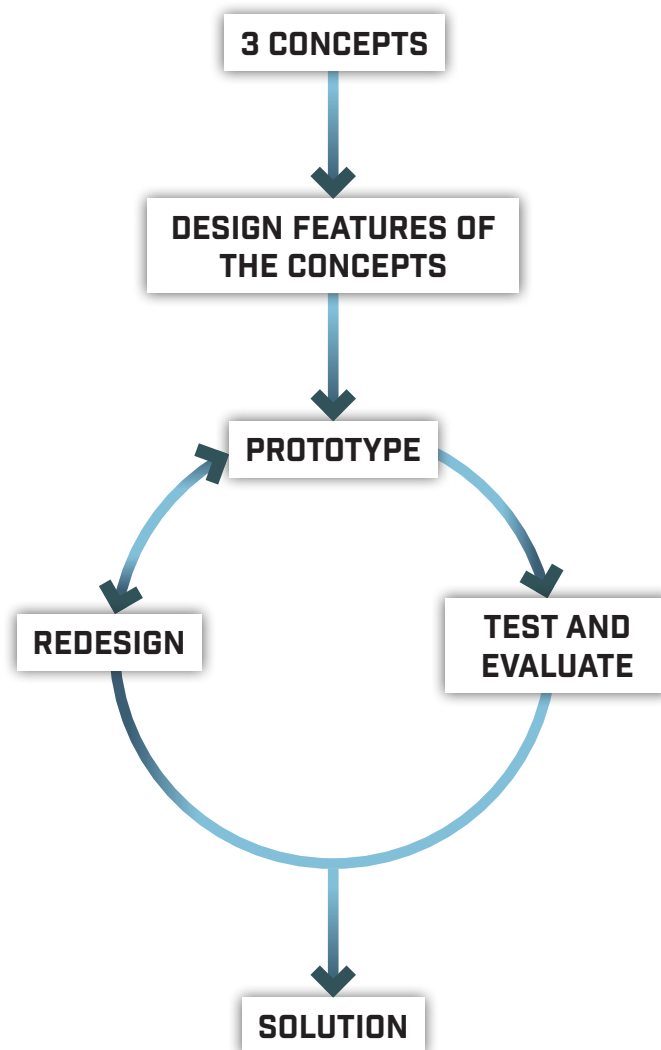 3 CONCEPTS
DESIGN FEATURES OF
THE CONCEPTS
PROTOTYPE
REDESIGN
TEST AND
EVALUATE
SOLUTION